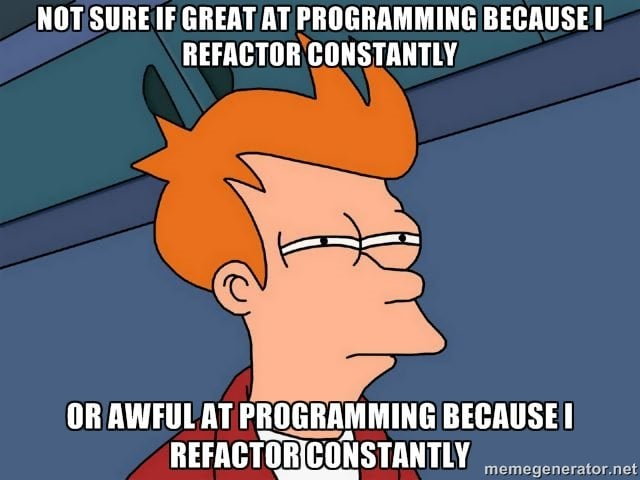 NOT SURE IF GREAT AT PROGRAMMING BECAUSE I
REFACTOR CONSTANTLY
OR AWFUL AT PROGRAMMING BECAUSE I
REFACTOR CONSTANTLY
memegenerator.net